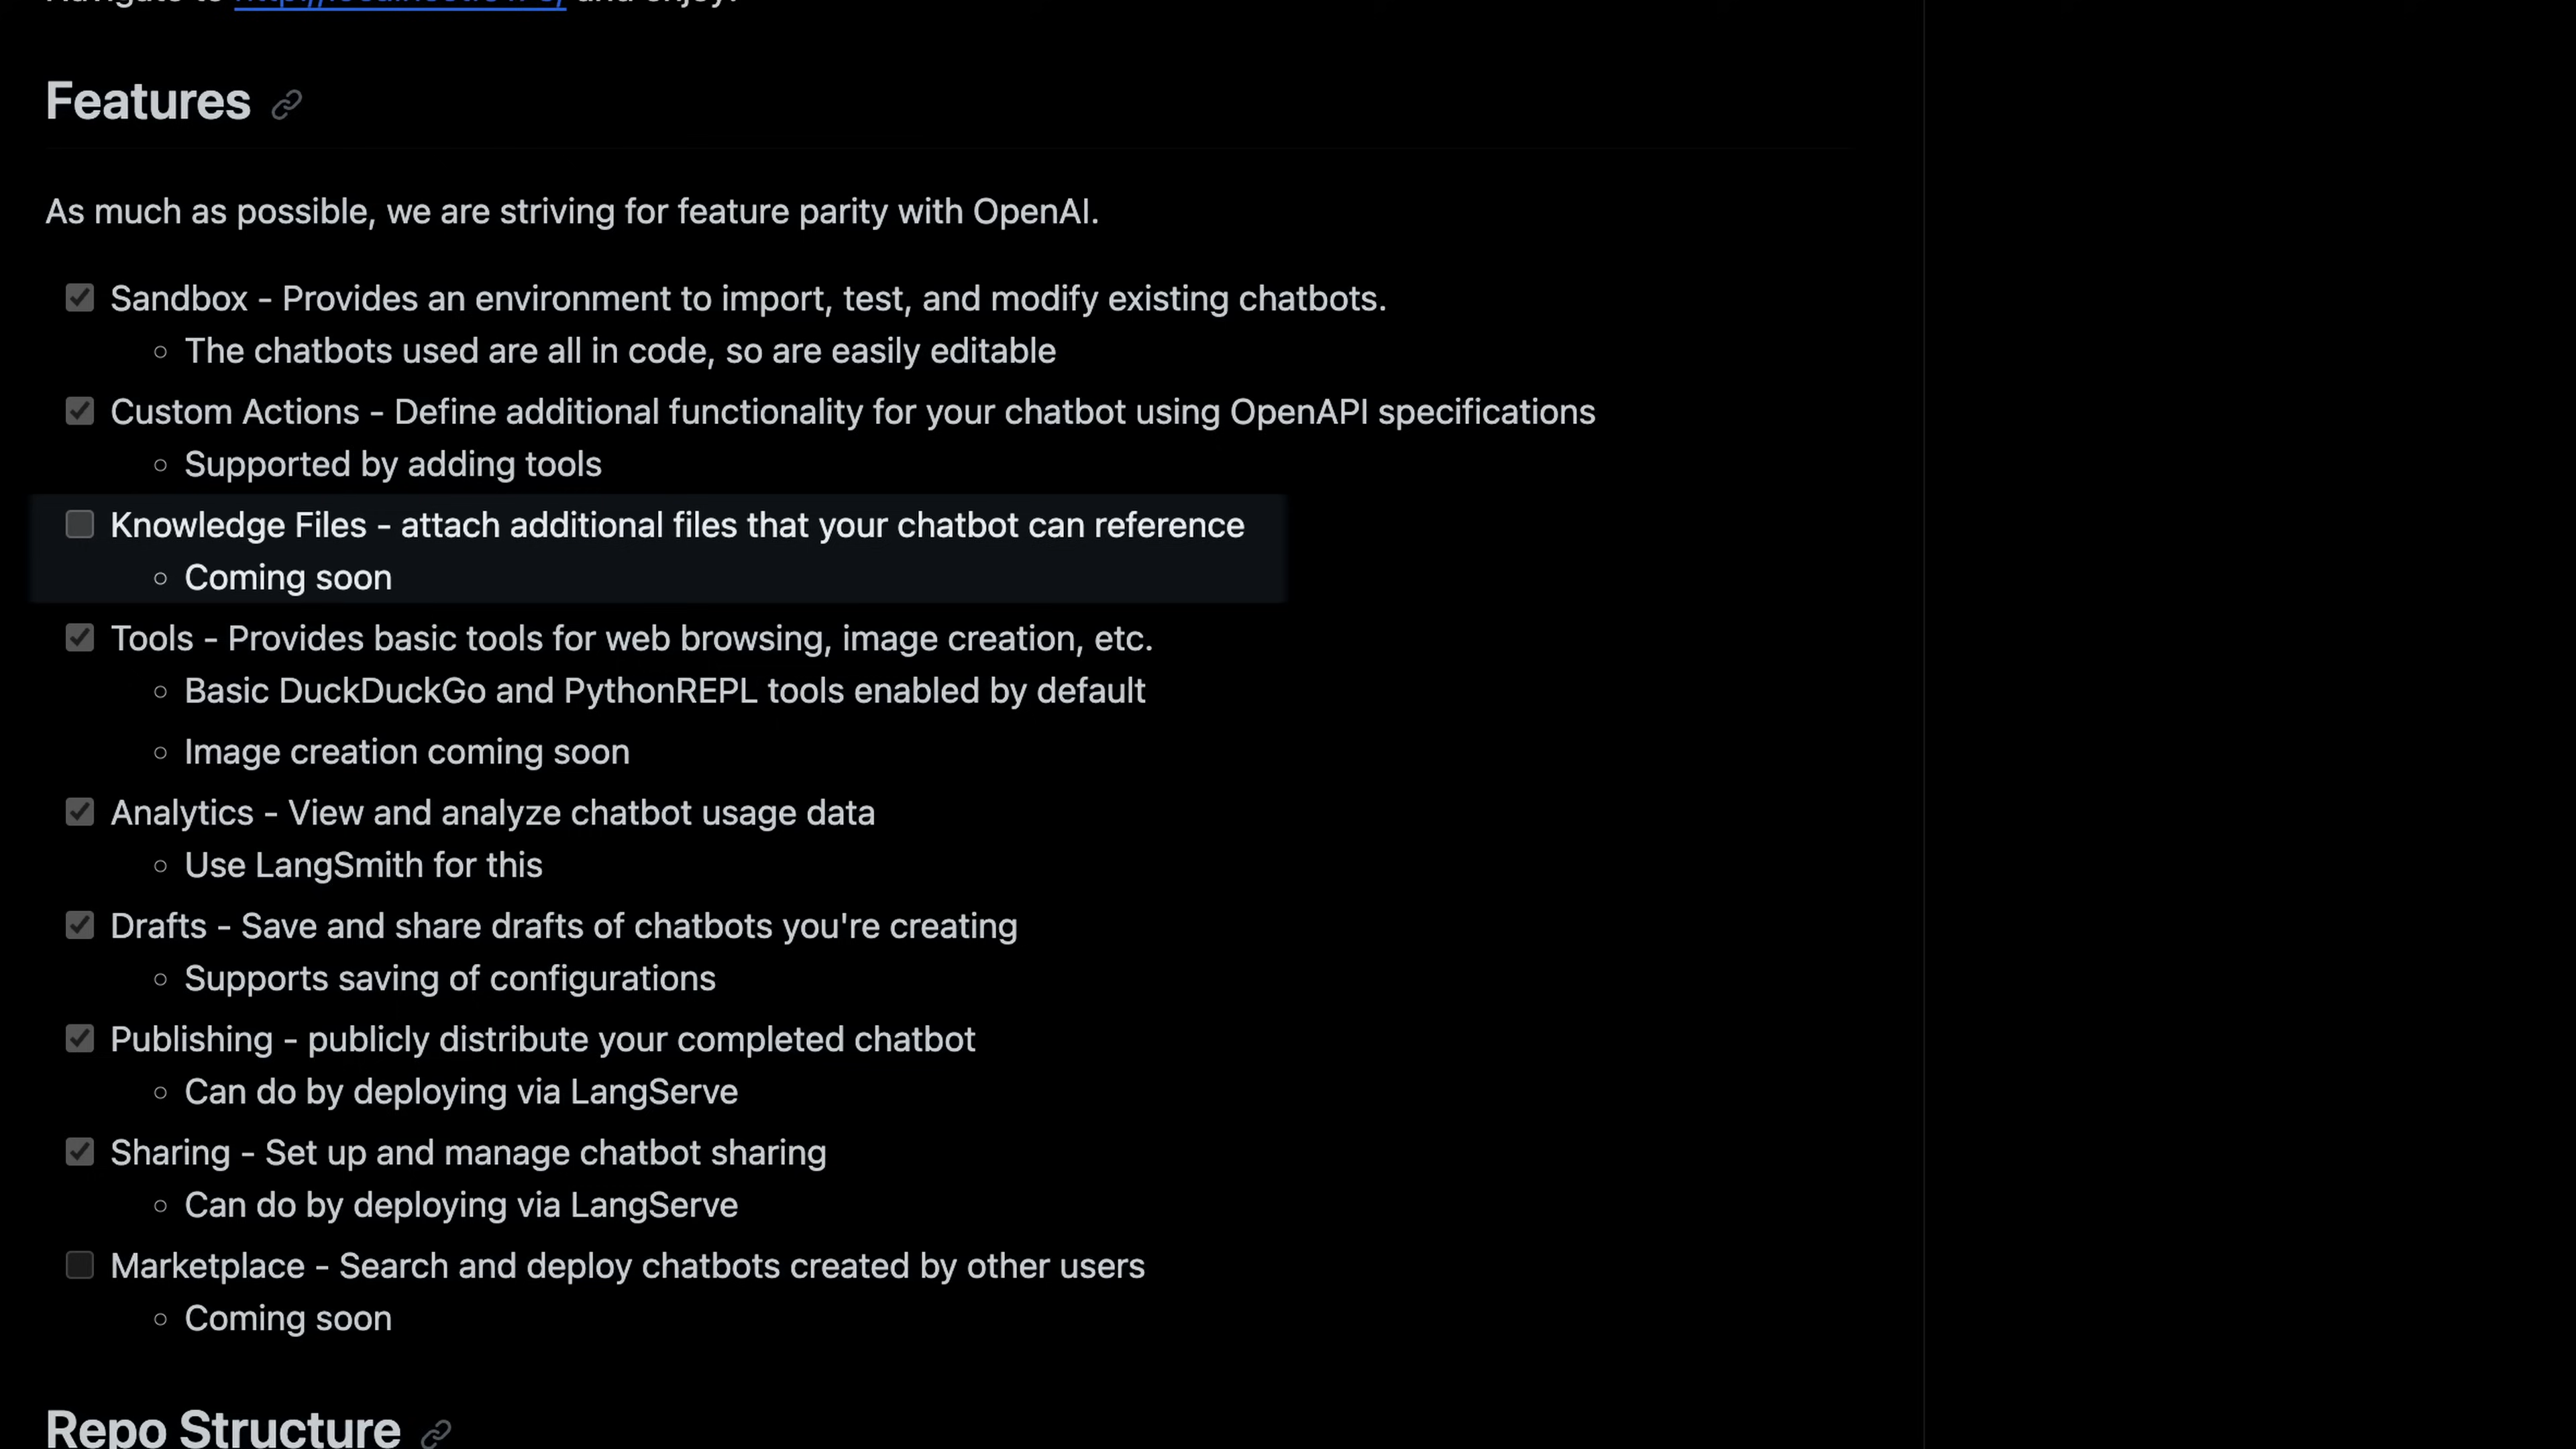 and enjoy!
Features
As much as possible, we are striving for feature parity with OpenAI.
Sandbox - Provides an environment to import, test, and modify existing chatbots.
The chatbots used are all in code, so are easily editable
Custom Actions - Define additional functionality for your chatbot using OpenAPI specifications
Supported by adding tools
Knowledge Files - attach additional files that your chatbot can reference
Coming soon
Tools - Provides basic tools for web browsing, image creation, etc.
Basic DuckDuckGo and PythonREPL tools enabled by default
Image creation coming soon
Analytics - View and analyze chatbot usage data
Use LangSmith for this
Drafts - Save and share drafts of chatbots you're creating
Supports saving of configurations
Publishing - publicly distribute your completed chatbot
Can do by deploying via LangServe
Sharing - Set up and manage chatbot sharing
Can do by deploying via LangServe
Marketplace - Search and deploy chatbots created by other users
Coming soon
Repo Structure